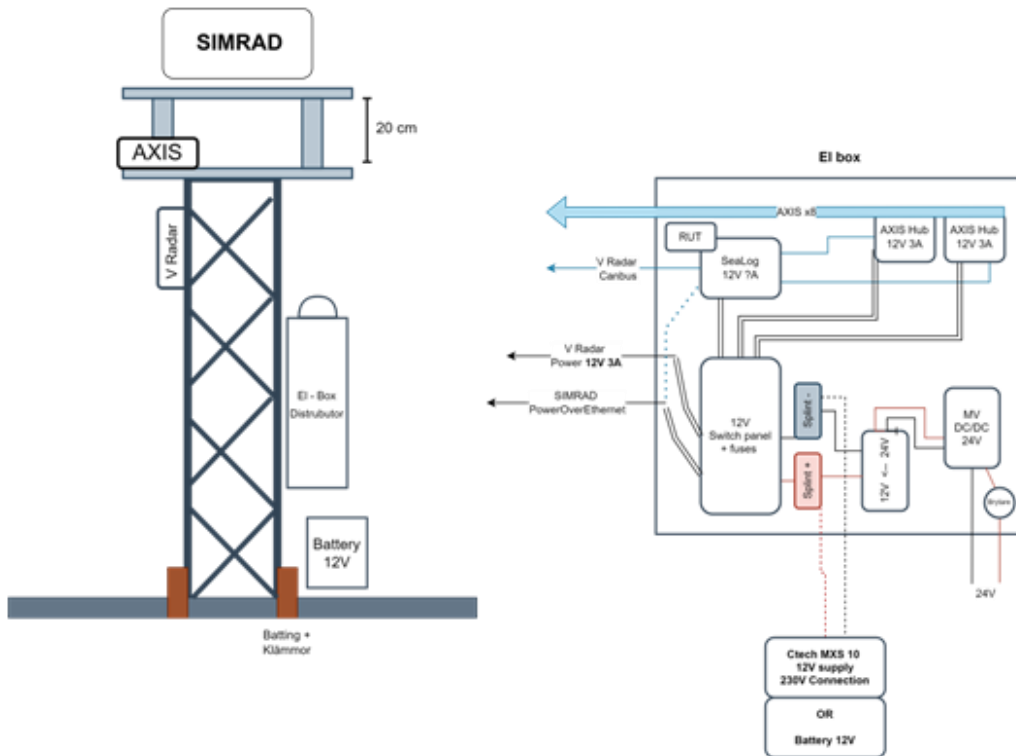 SIMRAD
20 cm
AXIS
V Radar
El - Box
Distrubutor
Battery
12V
Batting +
Klämmor
El box
AXIS x8
RUT
SeaLog
12V ?A
AXIS Hub
12V 3A
AXIS Hub
12V 3A
V Radar
Canbus
V Radar
Power 12V 3A
SIMRAD
PowerOverEthernet
12V
Switch panel
+ fuses
Splint -
Splint +
12V <-- 24V
MV
DC/DC
24V
Brytare
24V
Ctech MXS 10
12V supply
230V Connection
OR
Battery 12V